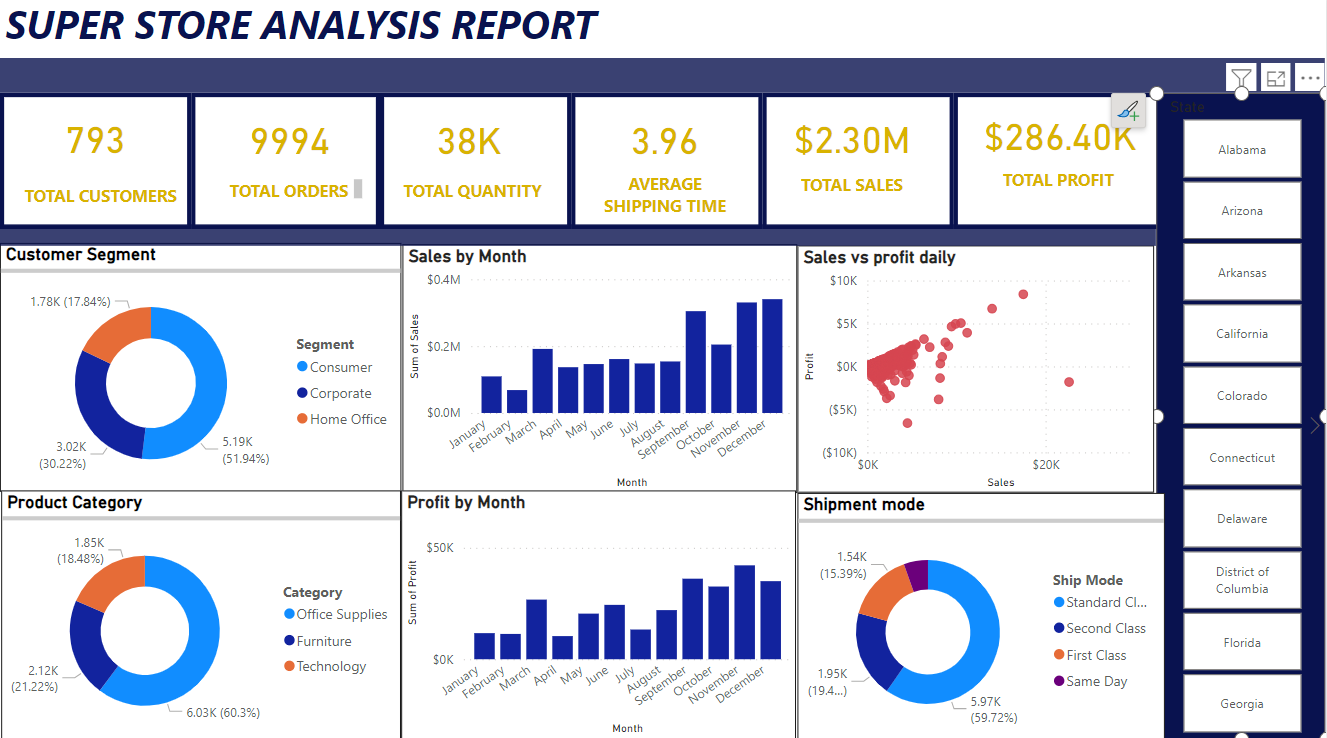 SUPER STORE ANALYSIS REPORT
793
TOTAL CUSTOMERS
9994
TOTAL ORDERS
38K
TOTAL QUANTITY
3.96
AVERAGE
SHIPPING TIME
$2.30M
TOTAL SALES
$286.40K
TOTAL PROFIT
State
Alabama
Arizona
Arkansas
California
Colorado
Connecticut
Delaware
District of
Columbia
Florida
Georgia
Customer Segment
1.78K (17.84%)
3.02K
(30.22%)
5.19K
(51.94%)
Segment
Consumer
Corporate
Home Office
Sales by Month
Sum of Sales
$0.4M
$0.2M
$0.0M
January
February
March
April
May
June
July
August
September
October
November
December
Month
Sales vs profit daily
Profit
$10K
$5K
$0K
($5K)
($10K)
$0K
$20K
Sales
Product Category
1.85K
(18.48%)
2.12K
(21.22%)
6.03K (60.3%)
Category
Office Supplies
Furniture
Technology
Profit by Month
Sum of Profit
$50K
$0K
January
February
March
April
May
June
July
August
September
October
November
December
Month
Shipment mode
1.54K
(15.39%)
1.95K
(19.4...)
5.97K
(59.72%)
Ship Mode
Standard Cl...
Second Class
First Class
Same Day